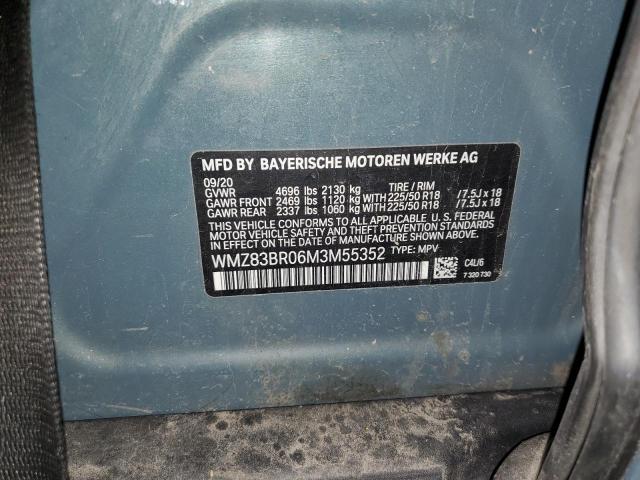 MFD BY BAYERISCHE MOTOREN WERKE AG
09/20
GVWR 4696 lbs 2130 kg TIRE / RIM
GAWR FRONT 2469 lbs 1120 kg WITH 225/50 R18 /7.5J x 18
GAWR REAR 2337 lbs 1060 kg WITH 225/50 R18 /7.5J x 18
THIS VEHICLE CONFORMS TO ALL APPLICABLE U. S. FEDERAL
MOTOR VEHICLE SAFETY AND THEFT PREVENTION STANDARDS
IN EFFECT ON THE DATE OF MANUFACTURE SHOWN ABOVE.
WMZ83BR06M3M55352 TYPE: MPV
C4L/6
7 320 730